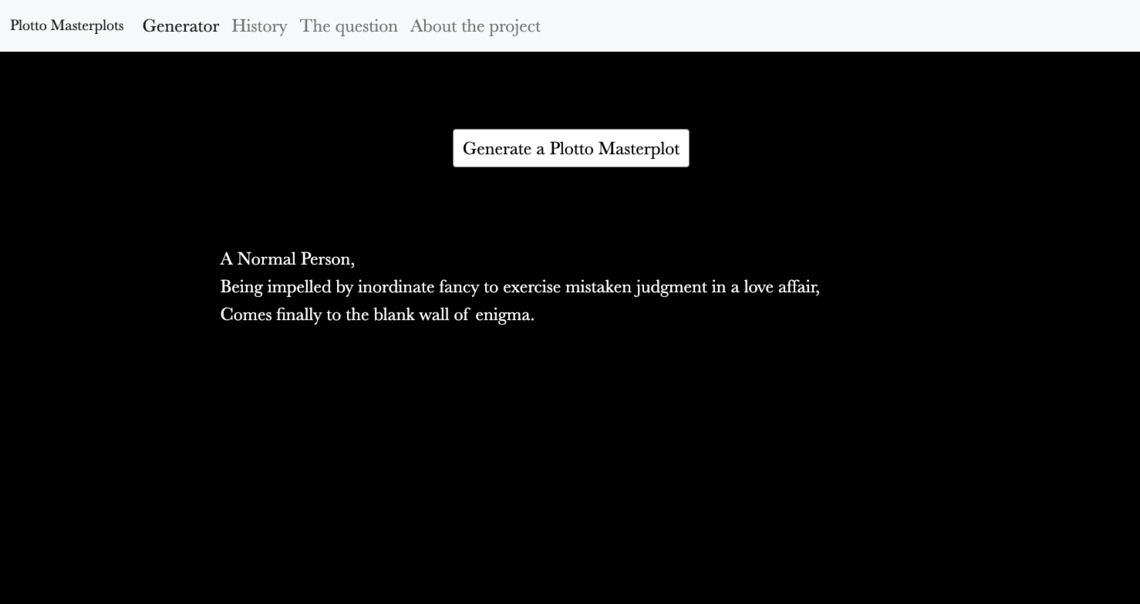 Plotto Masterplots Generator History The question About the project
Generate a Plotto Masterplot
A Normal Person,
Being impelled by inordinate fancy to exercise mistaken judgment in a love affair,
Comes finally to the blank wall of enigma.